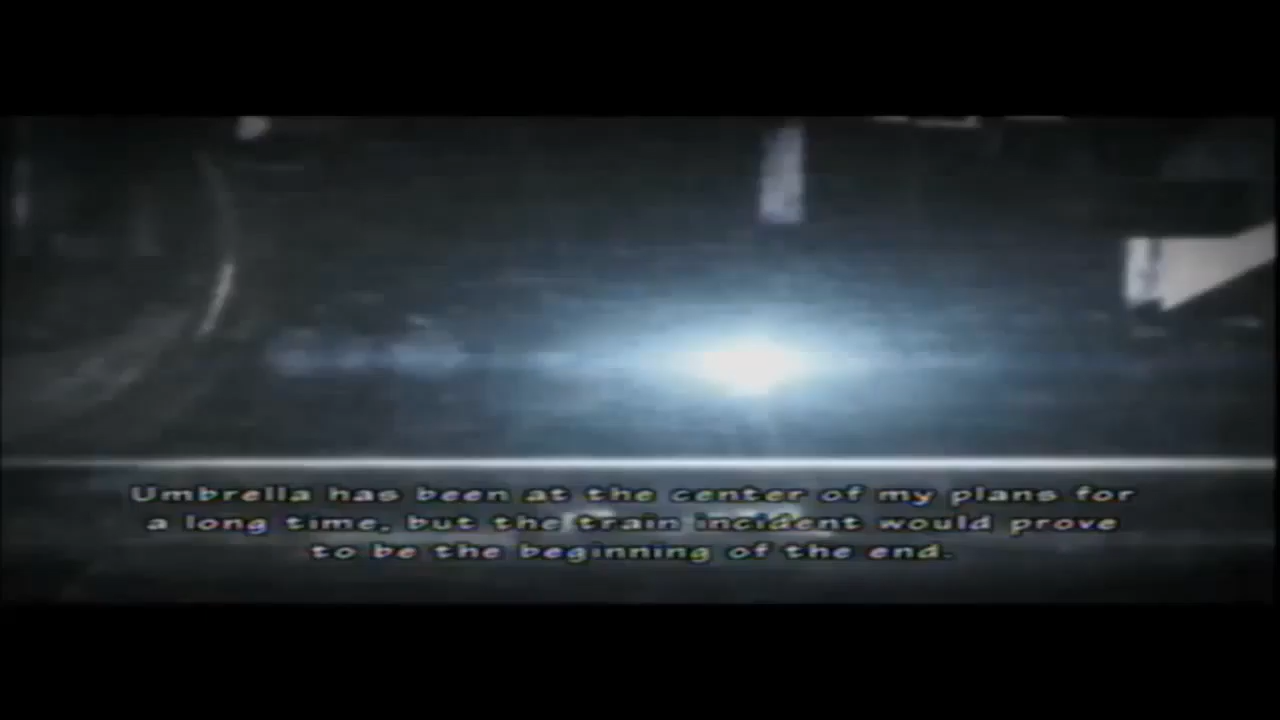 Umbrella has been at the center of my plans for
a long time, but the train incident would prove
to be the beginning of the end.